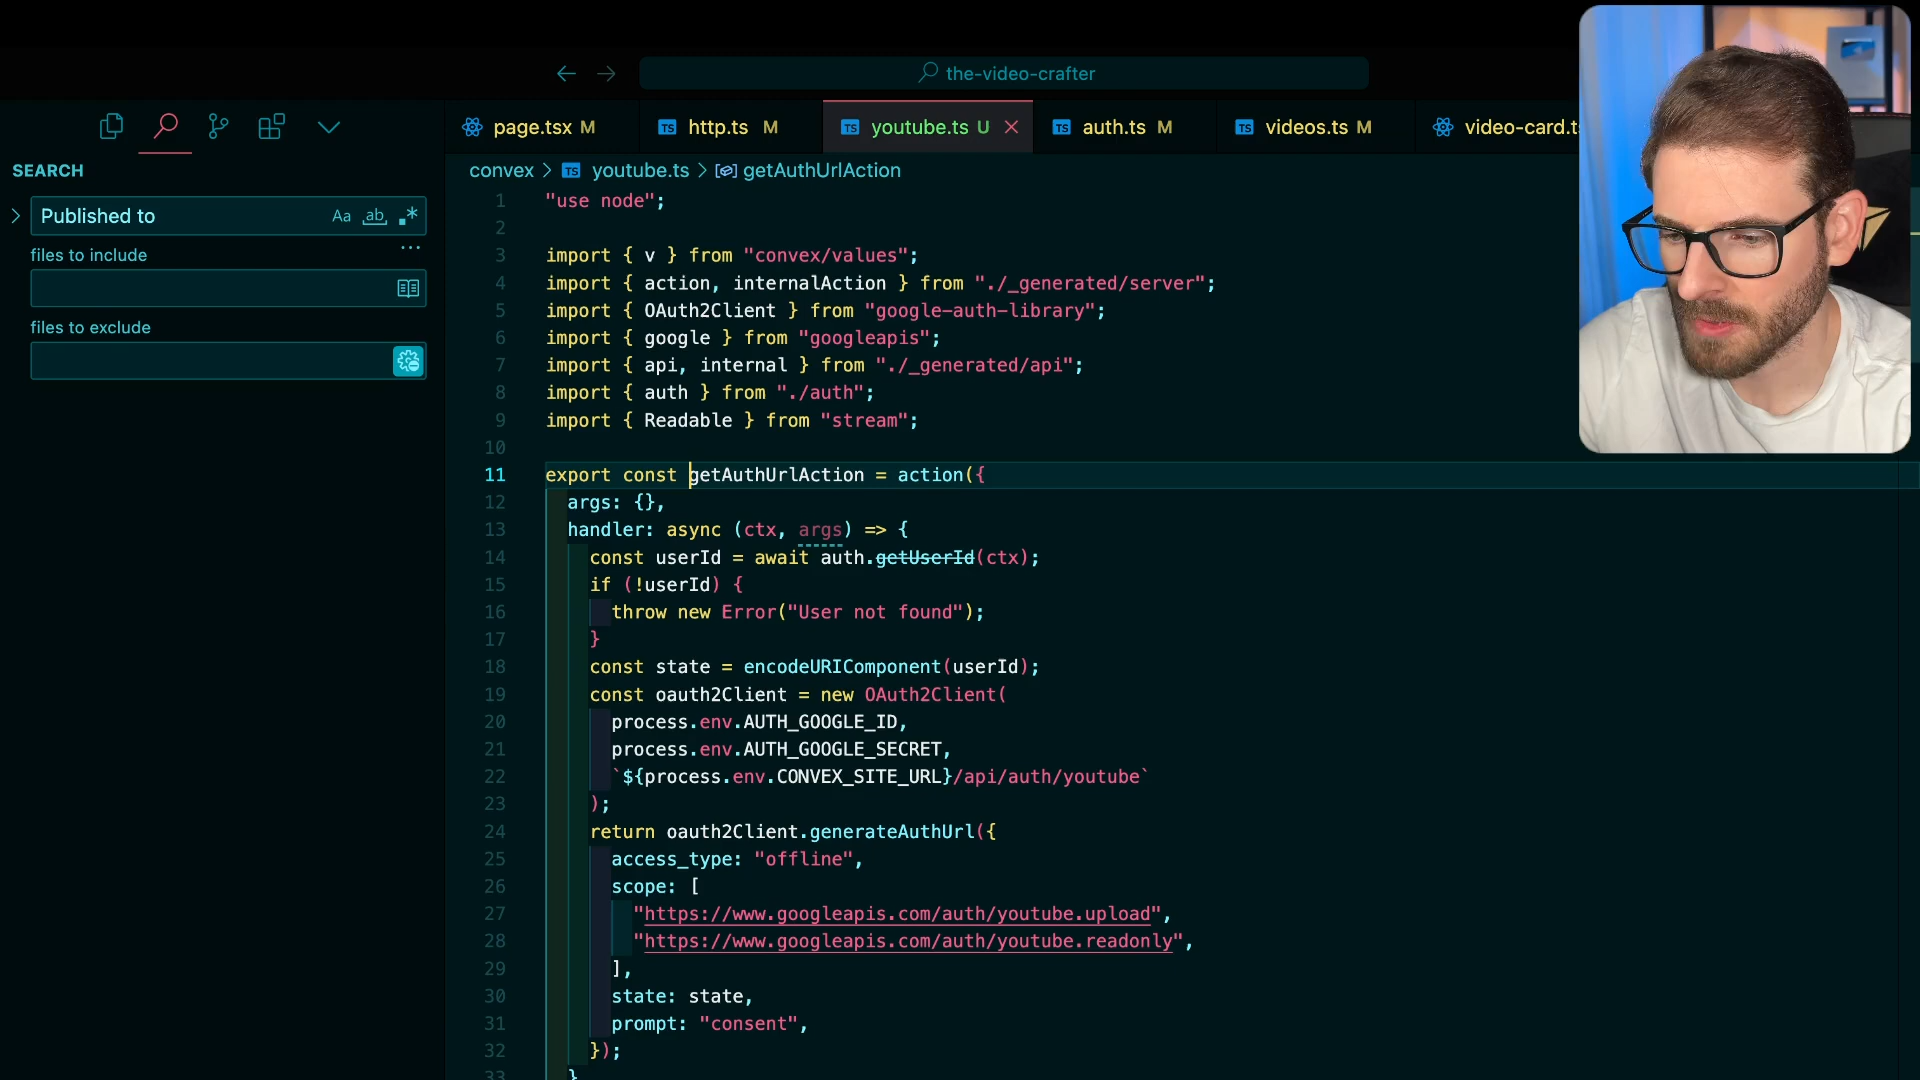 the-video-crafter
page.tsx M
http.ts M
youtube.ts U
auth.ts M
videos.ts M
video-card.ts
SEARCH
Published to
Aa
ab
files to include
files to exclude
convex > TS youtube.ts > getAuthUrlAction
1 "use node";
2
3 import { v } from "convex/values";
4 import { action, internalAction } from "./_generated/server";
5 import { OAuth2Client } from "google-auth-library";
6 import { google } from "googleapis";
7 import { api, internal } from "./_generated/api";
8 import { auth } from "./auth";
9 import { Readable } from "stream";
10
11 export const getAuthUrlAction = action({
12 args: {},
13 handler: async (ctx, args) => {
14 const userId = await auth.getUserId(ctx);
15 if (!userId) {
16 throw new Error("User not found");
17 }
18 const state = encodeURIComponent(userId);
19 const oauth2Client = new OAuth2Client(
20 process.env.AUTH_GOOGLE_ID,
21 process.env.AUTH_GOOGLE_SECRET,
22 `${process.env.CONVEX_SITE_URL}/api/auth/youtube`
23 );
24 return oauth2Client.generateAuthUrl({
25 access_type: "offline",
26 scope: [
27 "https://www.googleapis.com/auth/youtube.upload",
28 "https://www.googleapis.com/auth/youtube.readonly",
29 ],
30 state: state,
31 prompt: "consent",
32 });
33 }